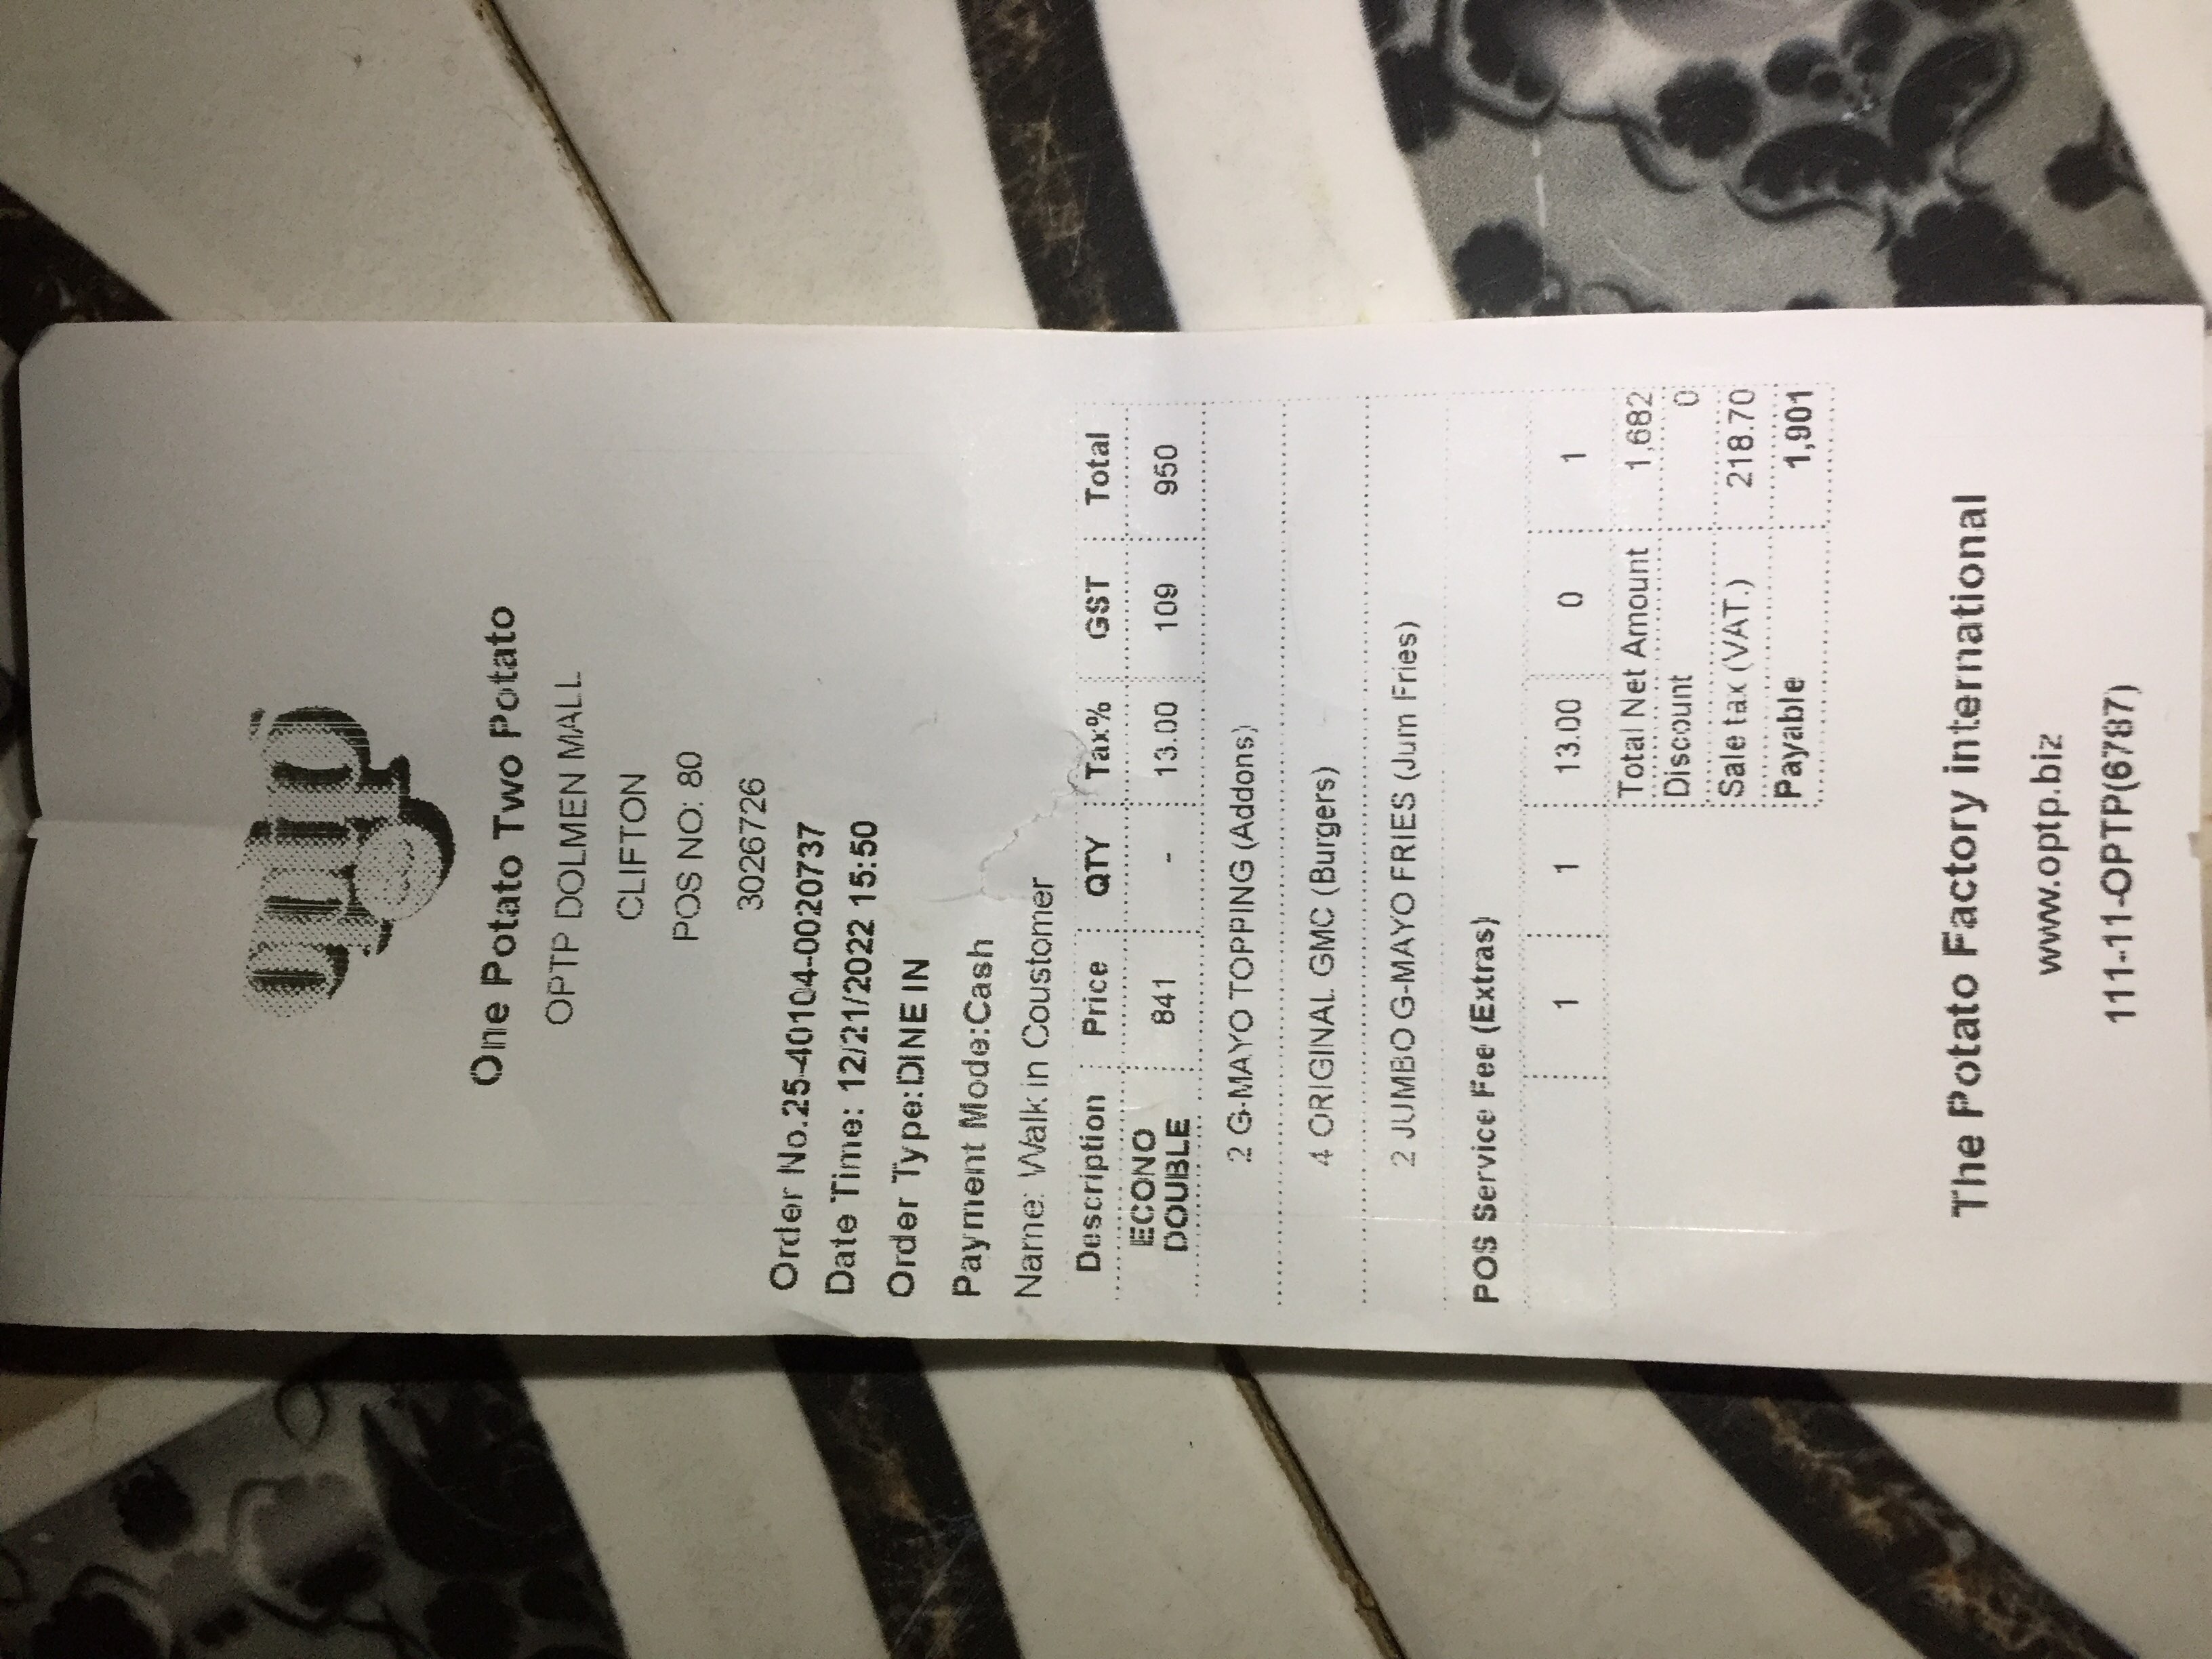 optp
One Potato Two Potato
OPTP DOLMEN MALL
CLIFTON
POS NO: 80
3026726
Order No.25-40104-0020737
Date Time: 12/21/2022 15:50
Order Type:DINE IN
Payment Mode:Cash
Name: Walk in Coustomer
Description Price QTY Tax% GST Total
ECONO
DOUBLE 841 - 13.00 109 950
2 G-MAYO TOPPING (Addons)
4 ORIGINAL GMC (Burgers)
2 JUMBO G-MAYO FRIES (Jum Fries)
POS Service Fee (Extras)
1 1 13.00 0 1
Total Net Amount 1,682
Discount 0
Sale tax (VAT.) 218.70
Payable 1,901
The Potato Factory international
www.optp.biz
111-11-OPTP(6787)